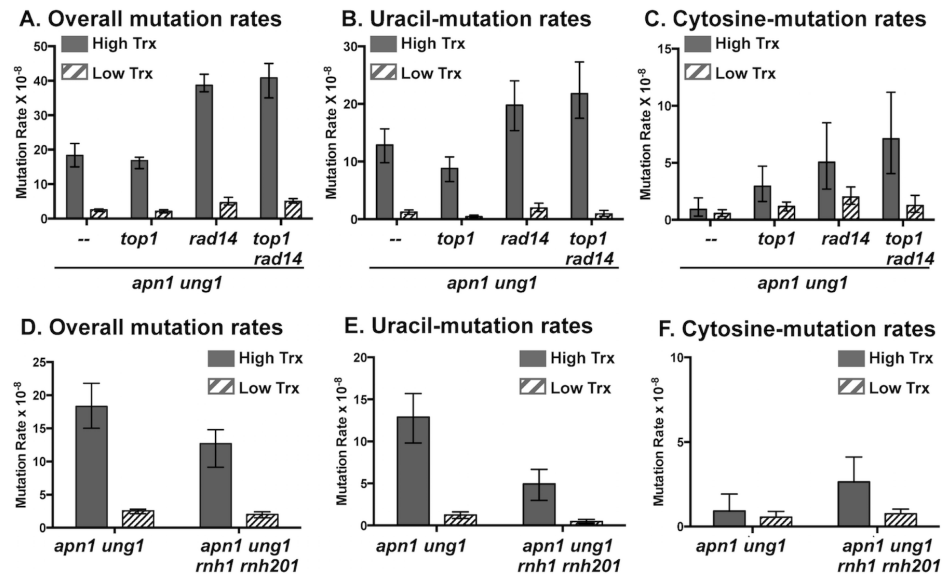 A. Overall mutation rates
High Trx
Low Trx
Mutation Rate X 10-8
50
40
30
20
10
0
--
top1
rad14
top1
rad14
apn1 ung1
B. Uracil-mutation rates
High Trx
Low Trx
Mutation Rate X 10-8
30
20
10
0
--
top1
rad14
top1
rad14
apn1 ung1
C. Cytosine-mutation rates
High Trx
Low Trx
Mutation Rate X 10-8
15
10
5
0
--
top1
rad14
top1
rad14
apn1 ung1
D. Overall mutation rates
High Trx
Low Trx
Mutation Rate x 10-8
25
20
15
10
5
0
apn1 ung1
apn1 ung1
rnh1 rnh201
E. Uracil-mutation rates
High Trx
Low Trx
Mutation Rate x 10-8
20
15
10
5
0
apn1 ung1
apn1 ung1
rnh1 rnh201
F. Cytosine-mutation rates
High Trx
Low Trx
Mutation Rate x 10-8
10
5
0
apn1 ung1
apn1 ung1
rnh1 rnh201